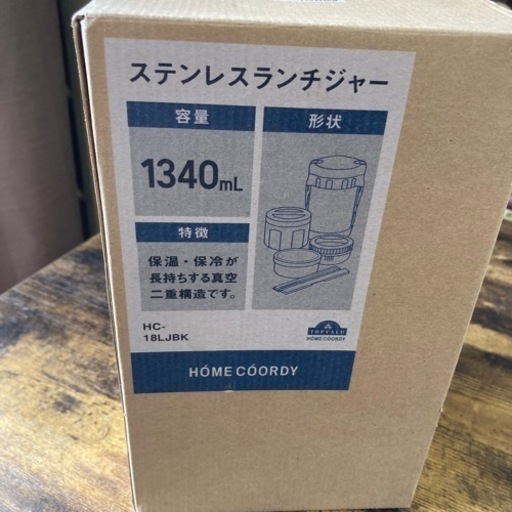 ステンレスランチジャー
容量
1340mL
特徴
保温・保冷が
長持ちする真空
二重構造です。
形状
HC-
18LJBK
TOPVALU
HOME COORDY
HÓME CÓORDY